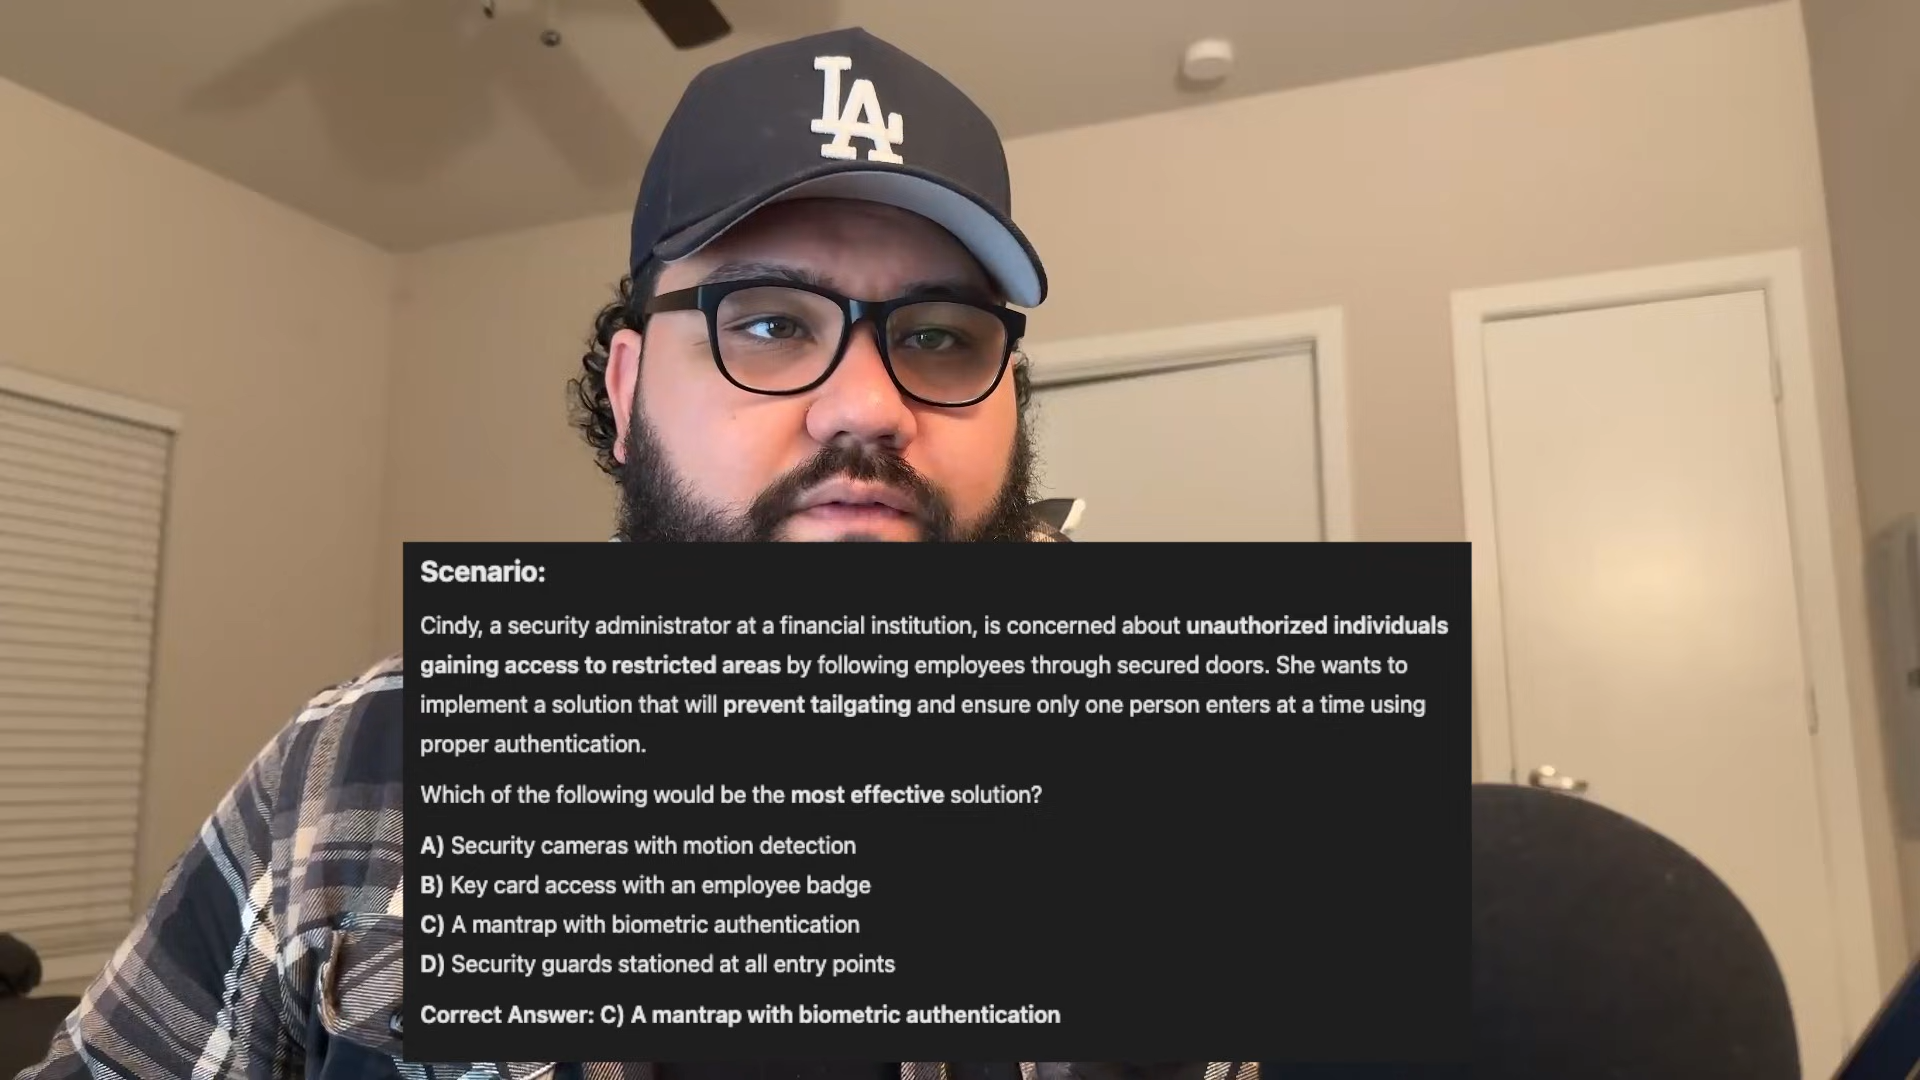 LA
Scenario:
Cindy, a security administrator at a financial institution, is concerned about unauthorized individuals
gaining access to restricted areas by following employees through secured doors. She wants to
implement a solution that will prevent tailgating and ensure only one person enters at a time using
proper authentication.
Which of the following would be the most effective solution?
A) Security cameras with motion detection
B) Key card access with an employee badge
C) A mantrap with biometric authentication
D) Security guards stationed at all entry points
Correct Answer: C) A mantrap with biometric authentication